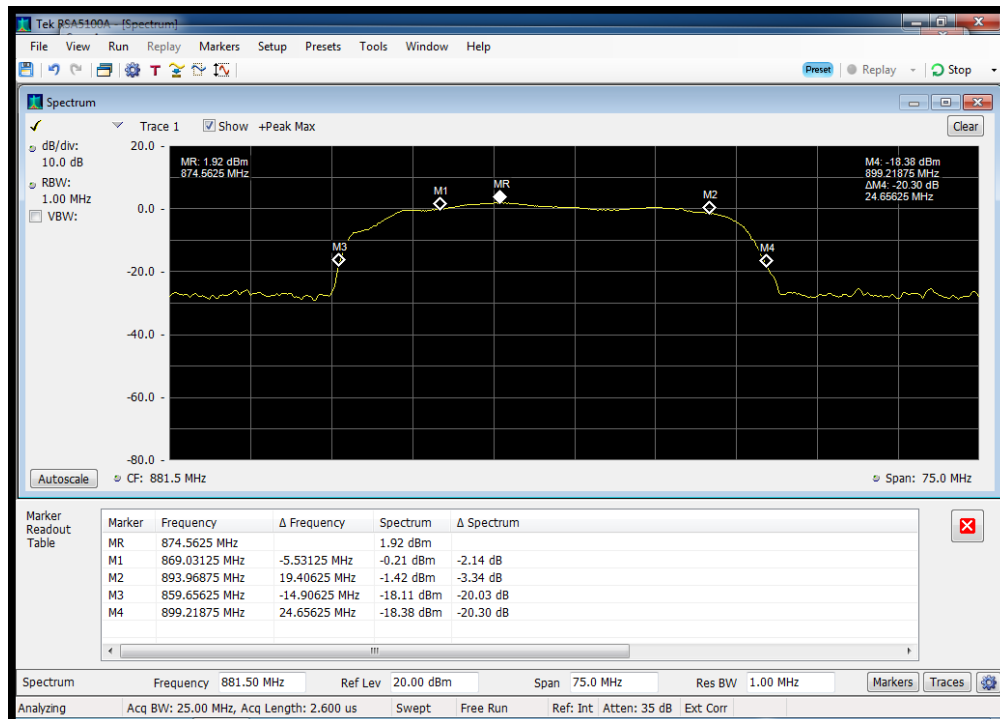 Tek RSA5100A - [Spectrum]
File View Run Replay Markers Setup Presets Tools Window Help
T Preset Replay Stop
Spectrum
Trace 1 Show +Peak Max Clear
dB/div:
10.0 dB
RBW:
1.00 MHz
VBW:
20.0
0.0
-20.0
-40.0
-60.0
-80.0
MR: 1.92 dBm
874.5625 MHz
M4: -18.38 dBm
899.21875 MHz
ΔM4: -20.30 dB
24.65625 MHz
M1
MR
M2
M3
M4
Autoscale CF: 881.5 MHz Span: 75.0 MHz
Marker
Readout
Table
Marker Frequency Δ Frequency Spectrum Δ Spectrum
MR 874.5625 MHz 1.92 dBm
M1 869.03125 MHz -5.53125 MHz -0.21 dBm -2.14 dB
M2 893.96875 MHz 19.40625 MHz -1.42 dBm -3.34 dB
M3 859.65625 MHz -14.90625 MHz -18.11 dBm -20.03 dB
M4 899.21875 MHz 24.65625 MHz -18.38 dBm -20.30 dB
Spectrum Frequency 881.50 MHz Ref Lev 20.00 dBm Span 75.0 MHz Res BW 1.00 MHz Markers Traces
Analyzing Acq BW: 25.00 MHz, Acq Length: 2.600 us Swept Free Run Ref: Int Atten: 35 dB Ext Corr